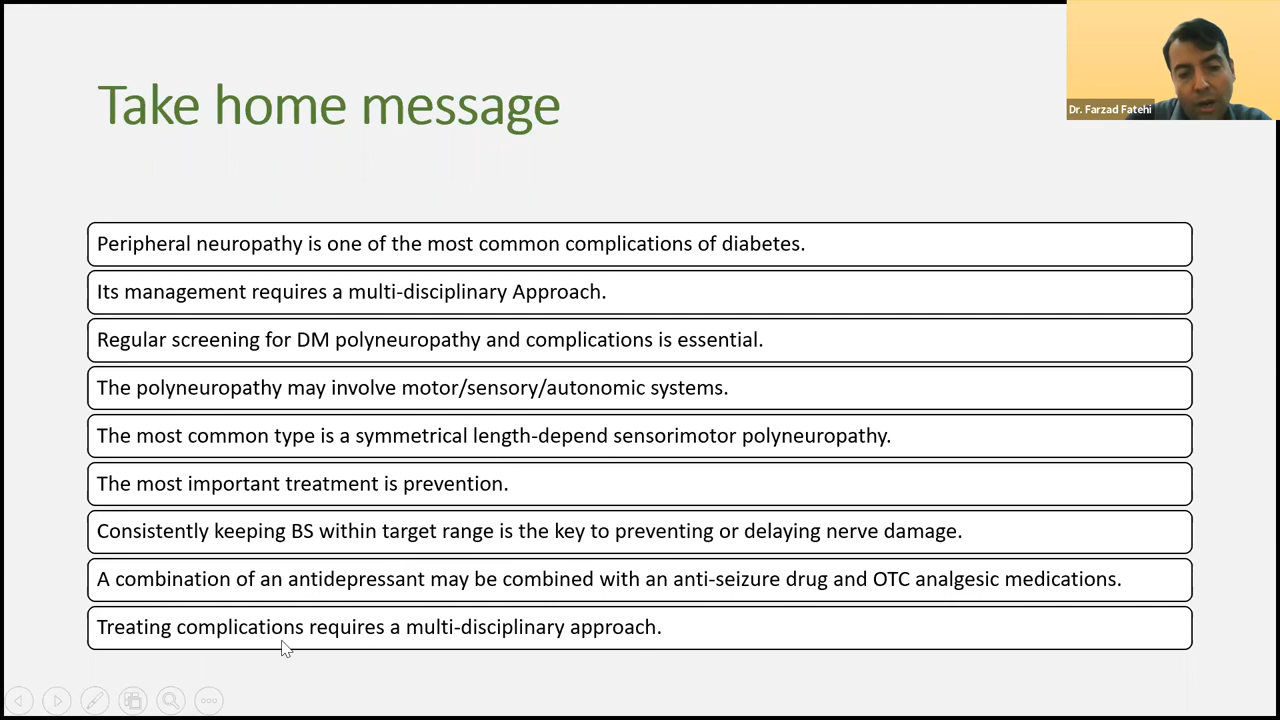 Take home message
Dr. Farzad Fatehi
Peripheral neuropathy is one of the most common complications of diabetes.
Its management requires a multi-disciplinary Approach.
Regular screening for DM polyneuropathy and complications is essential.
The polyneuropathy may involve motor/sensory/autonomic systems.
The most common type is a symmetrical length-depend sensorimotor polyneuropathy.
The most important treatment is prevention.
Consistently keeping BS within target range is the key to preventing or delaying nerve damage.
A combination of an antidepressant may be combined with an anti-seizure drug and OTC analgesic medications.
Treating complications requires a multi-disciplinary approach.